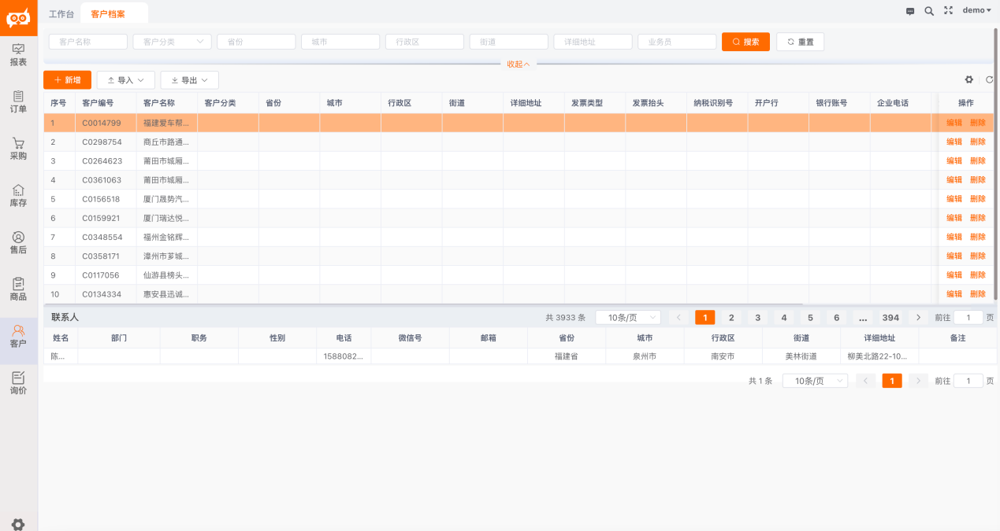 工作台 客户档案 demo
报表
订单
采购
库存
售后
商品
客户
询价
客户名称 客户分类 省份 城市 行政区 街道 详细地址 业务员 搜索 重置
收起
新增 导入 导出
序号 客户编号 客户名称 客户分类 省份 城市 行政区 街道 详细地址 发票类型 发票抬头 纳税识别号 开户行 银行账号 企业电话 操作
1 C0014799 福建爱车帮... 编辑 删除
2 C0298754 商丘市路通... 编辑 删除
3 C0264623 莆田市城厢... 编辑 删除
4 C0361063 莆田市城厢... 编辑 删除
5 C0156518 厦门晟势汽... 编辑 删除
6 C0159921 厦门瑞达悦... 编辑 删除
7 C0348554 福州金铭辉... 编辑 删除
8 C0358171 漳州市芗城... 编辑 删除
9 C0117056 仙游县榜头... 编辑 删除
10 C0134334 惠安县迅诚... 编辑 删除
联系人 共 3933 条 10条/页 1 2 3 4 5 6 ... 394 前往 1 页
姓名 部门 职务 性别 电话 微信号 邮箱 省份 城市 行政区 街道 详细地址 备注
陈... 1588082... 福建省 泉州市 南安市 美林街道 柳美北路22-10...
共 1 条 10条/页 1 前往 1 页